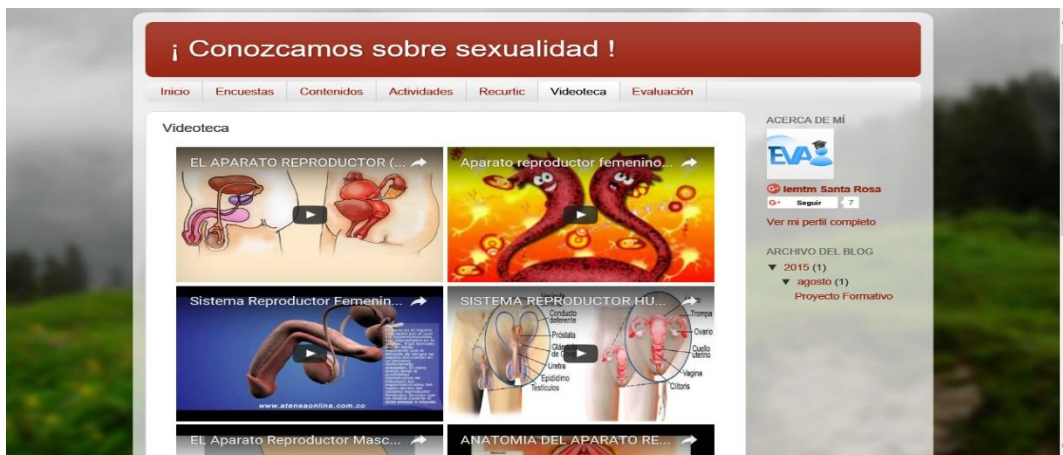 ¡ Conozcamos sobre sexualidad !
Inicio Encuestas Contenidos Actividades Recurtic Videoteca Evaluación
Videoteca
EL APARATO REPRODUCTOR (...
Aparato reproductor femenino...
Sistema Reproductor Femenin...
www.ateneaonline.com.co
SISTEMA REPRODUCTOR HU...
Conducto
deferente
Próstata
Uretra
Epidídimo
Testículos
Trompa
Ovario
Cuello
uterino
Vagina
Clítoris
EL Aparato Reproductor Masc...
ANATOMIA DEL APARATO RE...
ACERCA DE MÍ
EVA
Iemtm Santa Rosa
G+ Seguir 7
Ver mi perfil completo
ARCHIVO DEL BLOG
▼ 2015 (1)
▼ agosto (1)
Proyecto Formativo